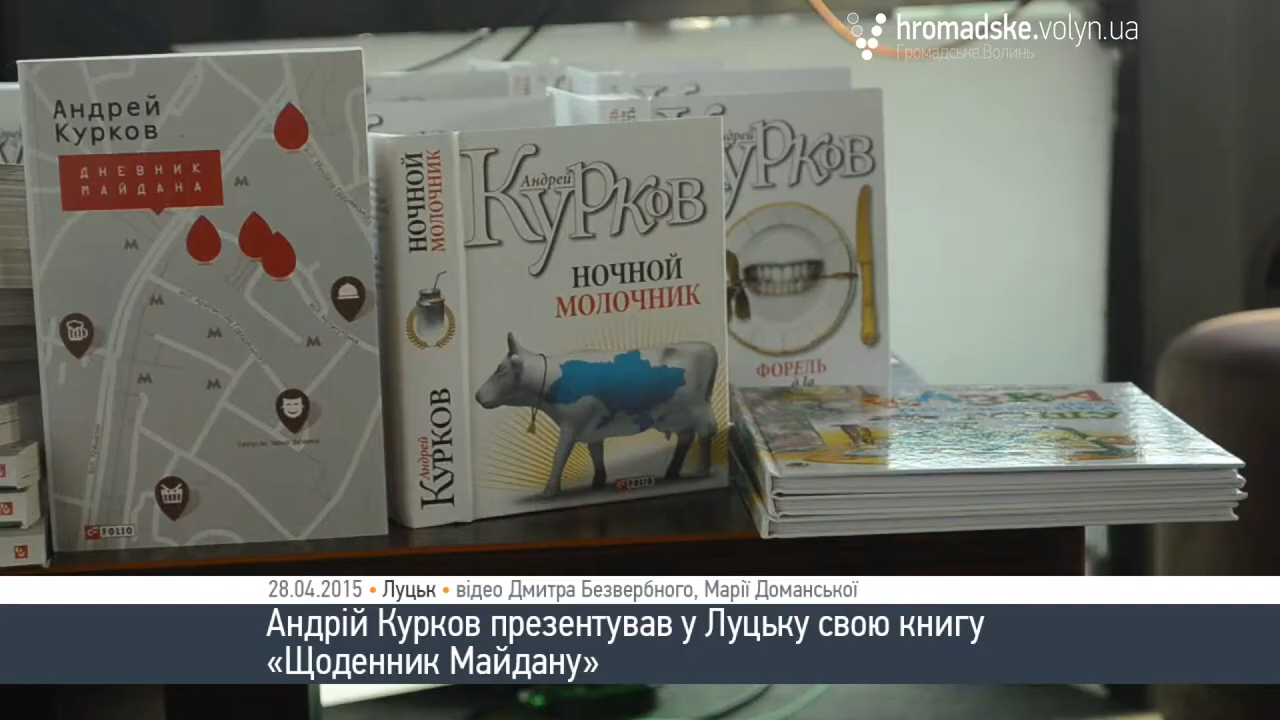 hromadske.volyn.ua
Громадське.Волинь
Андрей
Курков
ДНЕВНИК
МАЙДАНА
FOLIO
НОЧНОЙ
МОЛОЧНИК
Андрей
Курков
Андрей
Курков
НОЧНОЙ
МОЛОЧНИК
FOLIO
Курков
ФОРЕЛЬ
à la
28.04.2015 • Луцьк • відео Дмитра Безвербного, Марії Доманської
Андрій Курков презентував у Луцьку свою книгу
«Щоденник Майдану»